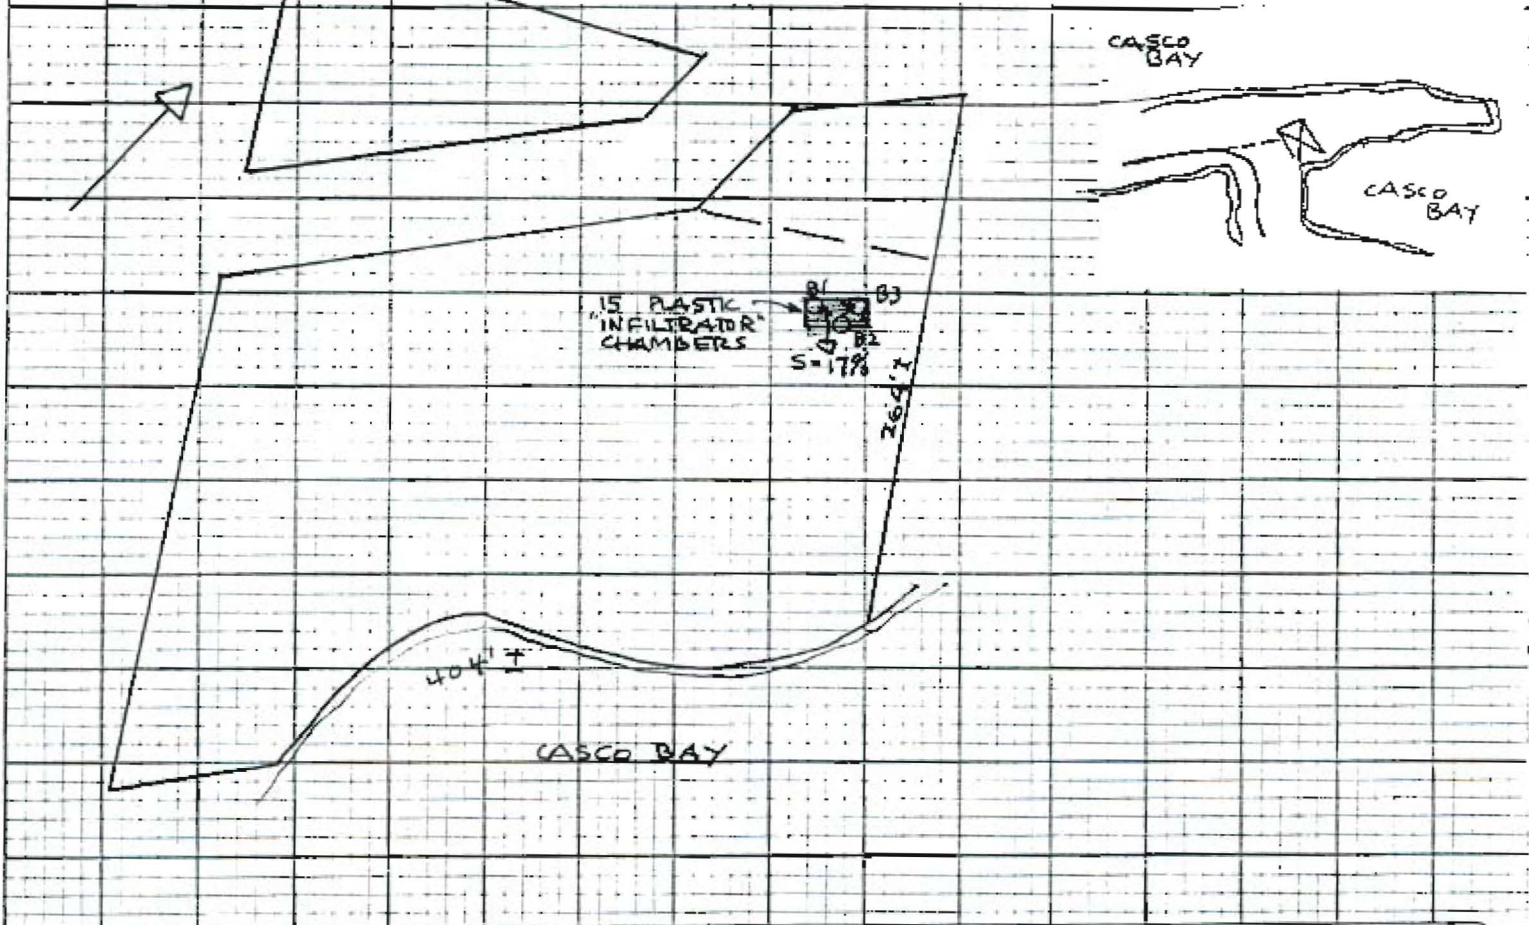 CASCO
BAY
CASCO
BAY
15 PLASTIC
"INFILTRATOR"
CHAMBERS
B1
B3
B2
S=17%
264'±
404'±
CASCO BAY